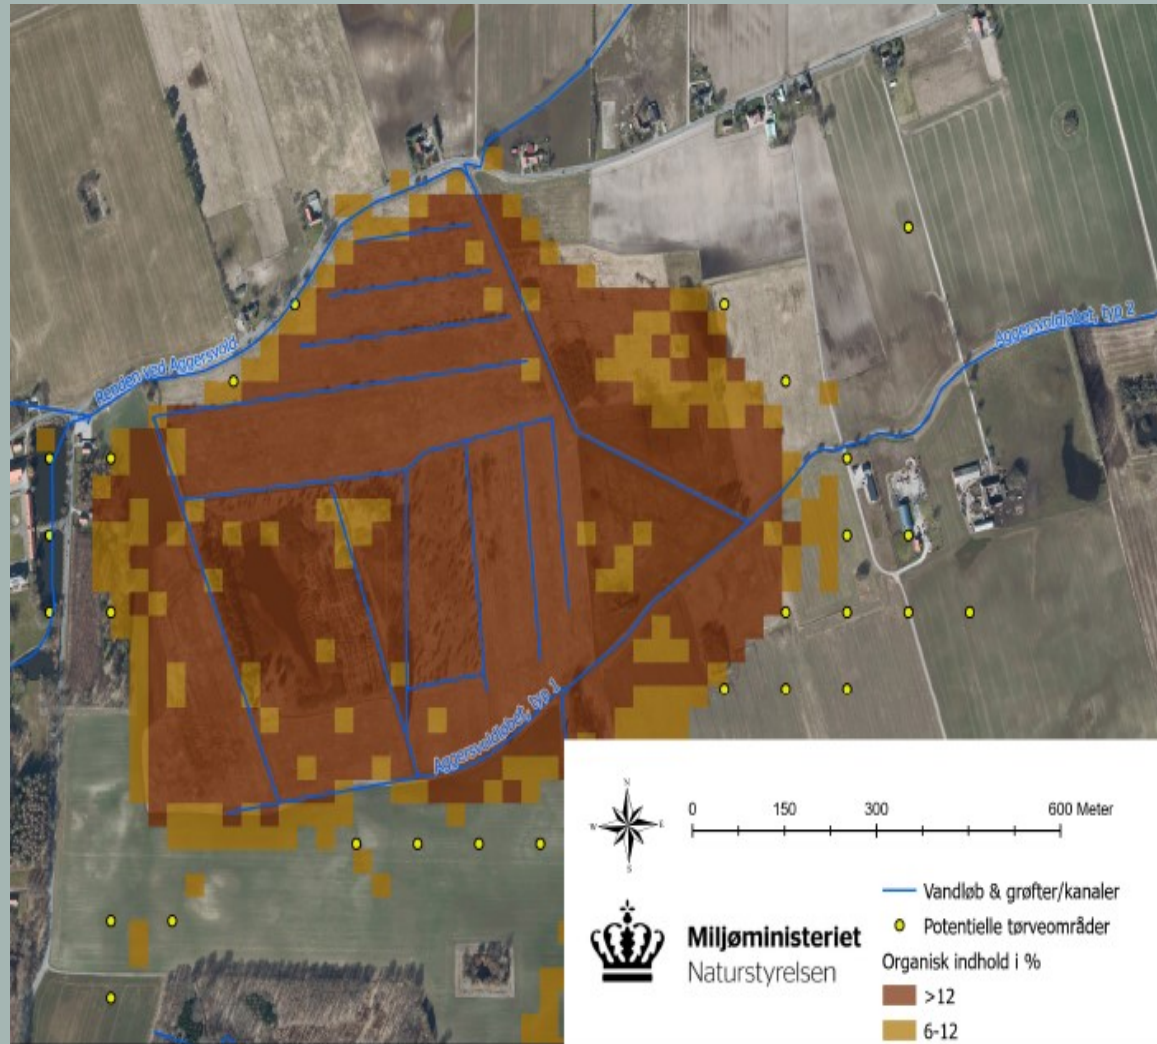 Renden ved Aggersvold
Aggersvoldløbet, typ 2
Aggersvoldløbet, typ 1
N
W
E
S
0 150 300 600 Meter
Vandløb & grøfter/kanaler
Potentielle tørveområder
Miljøministeriet
Naturstyrelsen
Organisk indhold i %
>12
6-12